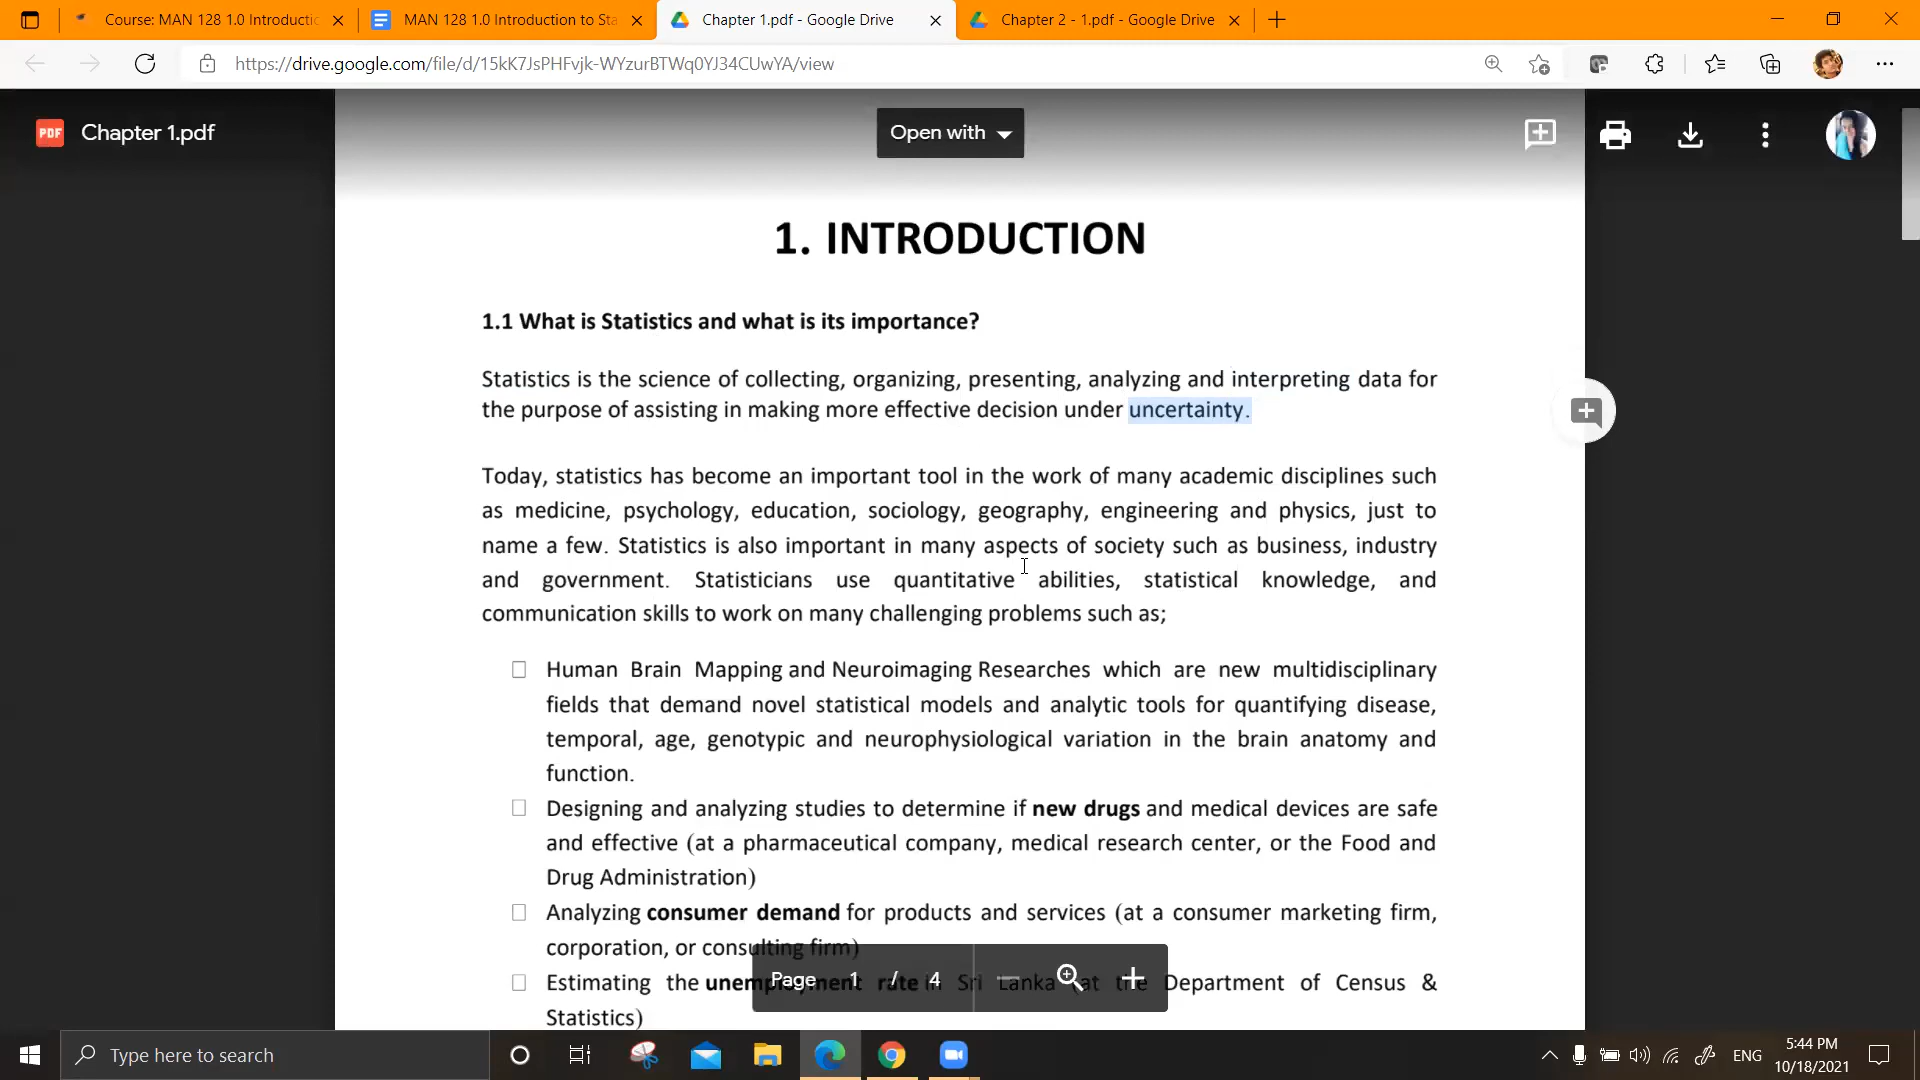 Course: MAN 128 1.0 Introductio
MAN 128 1.0 Introduction to Sta
Chapter 1.pdf - Google Drive
Chapter 2 - 1.pdf - Google Drive
https://drive.google.com/file/d/15kK7JsPHFvjk-WYzurBTWq0YJ34CUwYA/view
PDF
Chapter 1.pdf
Open with
1. INTRODUCTION
1.1 What is Statistics and what is its importance?
Statistics is the science of collecting, organizing, presenting, analyzing and interpreting data for
the purpose of assisting in making more effective decision under uncertainty.
Today, statistics has become an important tool in the work of many academic disciplines such
as medicine, psychology, education, sociology, geography, engineering and physics, just to
name a few. Statistics is also important in many aspects of society such as business, industry
and government. Statisticians use quantitative abilities, statistical knowledge, and
communication skills to work on many challenging problems such as;
Human Brain Mapping and Neuroimaging Researches which are new multidisciplinary
fields that demand novel statistical models and analytic tools for quantifying disease,
temporal, age, genotypic and neurophysiological variation in the brain anatomy and
function.
Designing and analyzing studies to determine if new drugs and medical devices are safe
and effective (at a pharmaceutical company, medical research center, or the Food and
Drug Administration)
Analyzing consumer demand for products and services (at a consumer marketing firm,
corporation, or consulting firm)
Estimating the unemployment rate in Sri Lanka (at the Department of Census &
Statistics)
Page 1 / 4
Type here to search
ENG
5:44 PM
10/18/2021